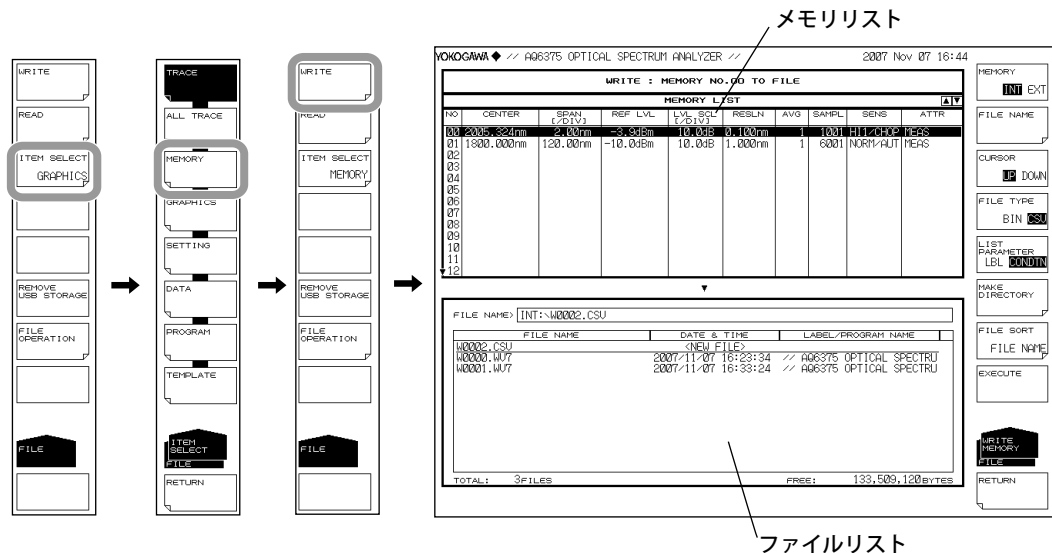 メモリリスト
WRITE
READ
ITEM SELECT
GRAPHICS
REMOVE
USB STORAGE
FILE
OPERATION
FILE
TRACE
ALL TRACE
MEMORY
GRAPHICS
SETTING
DATA
PROGRAM
TEMPLATE
ITEM
SELECT
FILE
RETURN
WRITE
READ
ITEM SELECT
MEMORY
REMOVE
USB STORAGE
FILE
OPERATION
FILE
YOKOGAWA ◆ // AQ6375 OPTICAL SPECTRUM ANALYZER // 2007 Nov 07 16:44
WRITE : MEMORY NO.00 TO FILE
MEMORY LIST
NO CENTER SPAN [/DIV] REF LVL LVL SCL [/DIV] RESLN AVG SAMPL SENS ATTR
00 2005.324nm 2.00nm -3.9dBm 10.0dB 0.100nm 1 1001 HI1/CHOP MEAS
01 1800.000nm 120.00nm -10.0dBm 10.0dB 1.000nm 1 6001 NORM/AUT MEAS
02
03
04
05
06
07
08
09
10
11
12
FILE NAME> INT:\W0002.CSV
FILE NAME DATE & TIME LABEL/PROGRAM NAME
W0002.CSV <NEW FILE>
W0000.WV7 2007/11/07 16:23:34 // AQ6375 OPTICAL SPECTRU
W0001.WV7 2007/11/07 16:33:24 // AQ6375 OPTICAL SPECTRU
TOTAL: 3FILES FREE: 133,509,120BYTES
MEMORY
INT EXT
FILE NAME
CURSOR
UP DOWN
FILE TYPE
BIN CSV
LIST
PARAMETER
LBL CONDTN
MAKE
DIRECTORY
FILE SORT
FILE NAME
EXECUTE
WRITE
MEMORY
FILE
RETURN
ファイルリスト